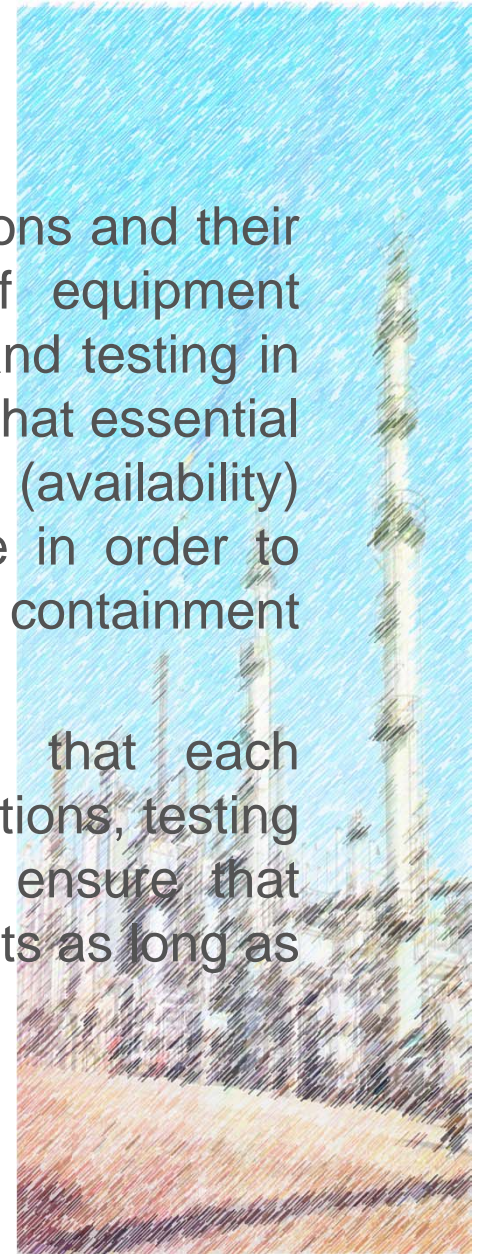 ons and their
f equipment
nd testing in
hat essential
(availability)
e in order to
containment
that each
tions, testing
ensure that
ts as long as